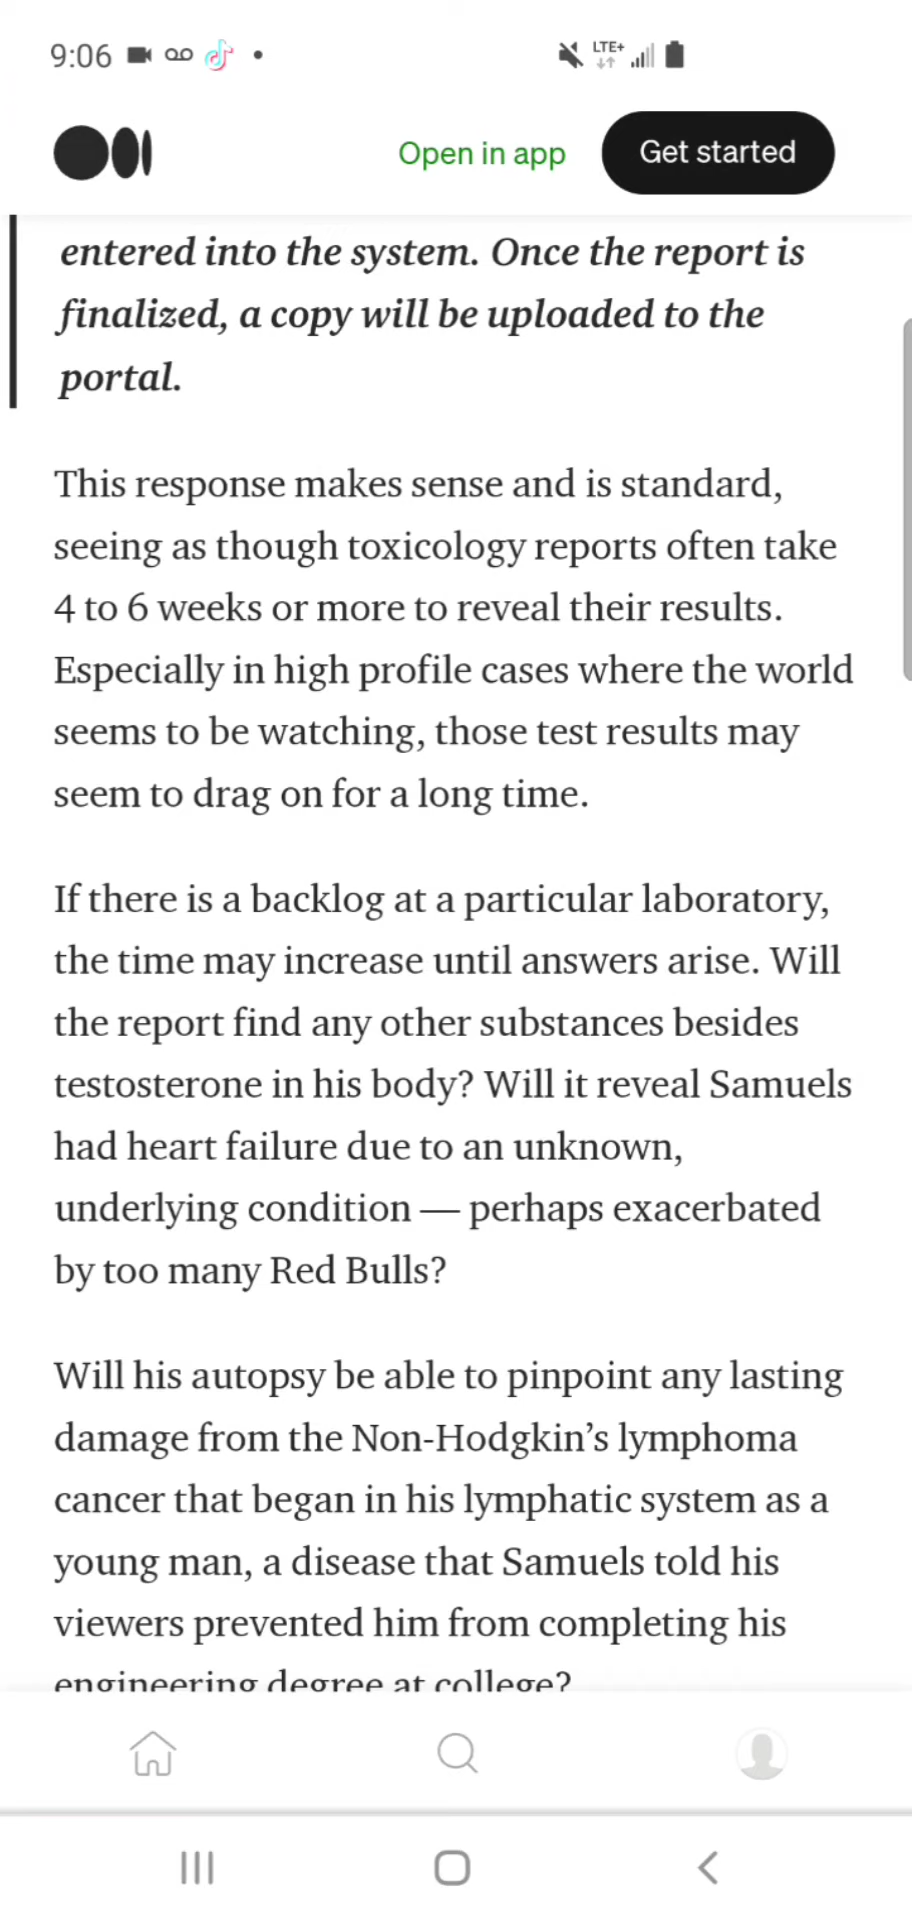 9:06
LTE+
Open in app
Get started
entered into the system. Once the report is
finalized, a copy will be uploaded to the
portal.
This response makes sense and is standard,
seeing as though toxicology reports often take
4 to 6 weeks or more to reveal their results.
Especially in high profile cases where the world
seems to be watching, those test results may
seem to drag on for a long time.
If there is a backlog at a particular laboratory,
the time may increase until answers arise. Will
the report find any other substances besides
testosterone in his body? Will it reveal Samuels
had heart failure due to an unknown,
underlying condition — perhaps exacerbated
by too many Red Bulls?
Will his autopsy be able to pinpoint any lasting
damage from the Non-Hodgkin’s lymphoma
cancer that began in his lymphatic system as a
young man, a disease that Samuels told his
viewers prevented him from completing his
engineering degree at college?